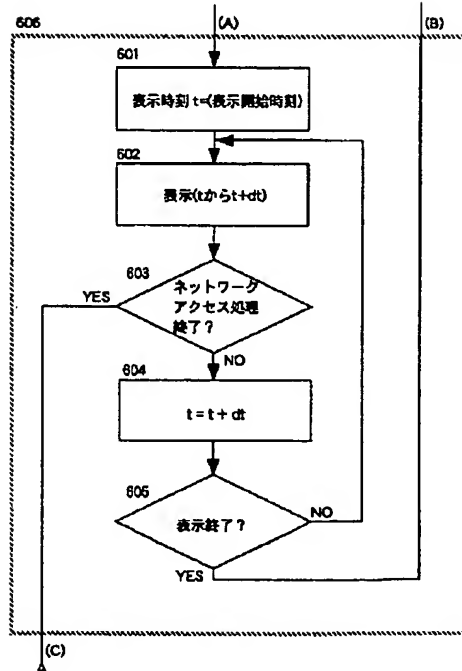 606
(A)
(B)
601
表示時刻 t=(表示開始時刻)
602
表示(tからt+dt)
603
ネットワーク
アクセス処理
終了?
YES
NO
604
t = t + dt
605
表示終了?
NO
YES
(C)